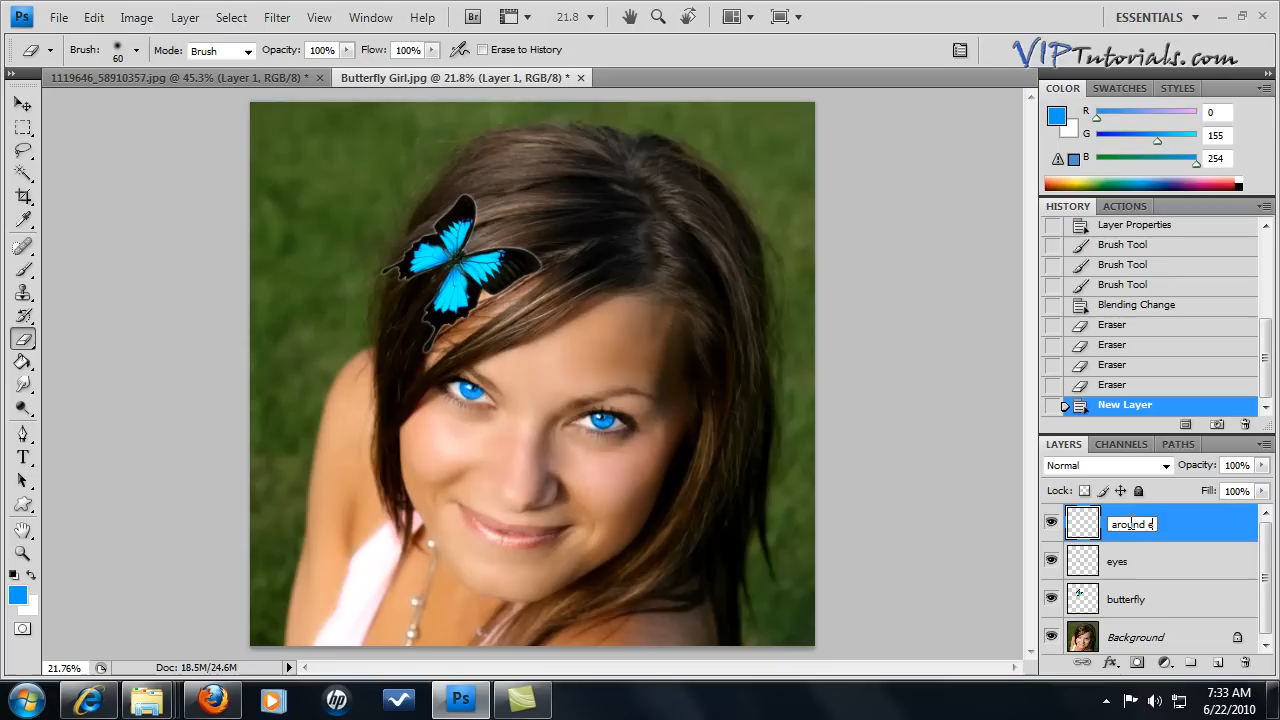 Ps File Edit Image Layer Select Filter View Window Help Br 21.8 ESSENTIALS
Brush: 60 Mode: Brush Opacity: 100% Flow: 100% Erase to History
VIPTutorials.com
1119646_58910357.jpg @ 45.3% (Layer 1, RGB/8) * Butterfly Girl.jpg @ 21.8% (Layer 1, RGB/8) *
COLOR SWATCHES STYLES
R 0
G 155
B 254
HISTORY ACTIONS
Layer Properties
Brush Tool
Brush Tool
Brush Tool
Blending Change
Eraser
Eraser
Eraser
Eraser
New Layer
LAYERS CHANNELS PATHS
Normal Opacity: 100%
Lock: Fill: 100%
around e
eyes
butterfly
Background
21.76% Doc: 18.5M/24.6M
hp Ps 7:33 AM
6/22/2010